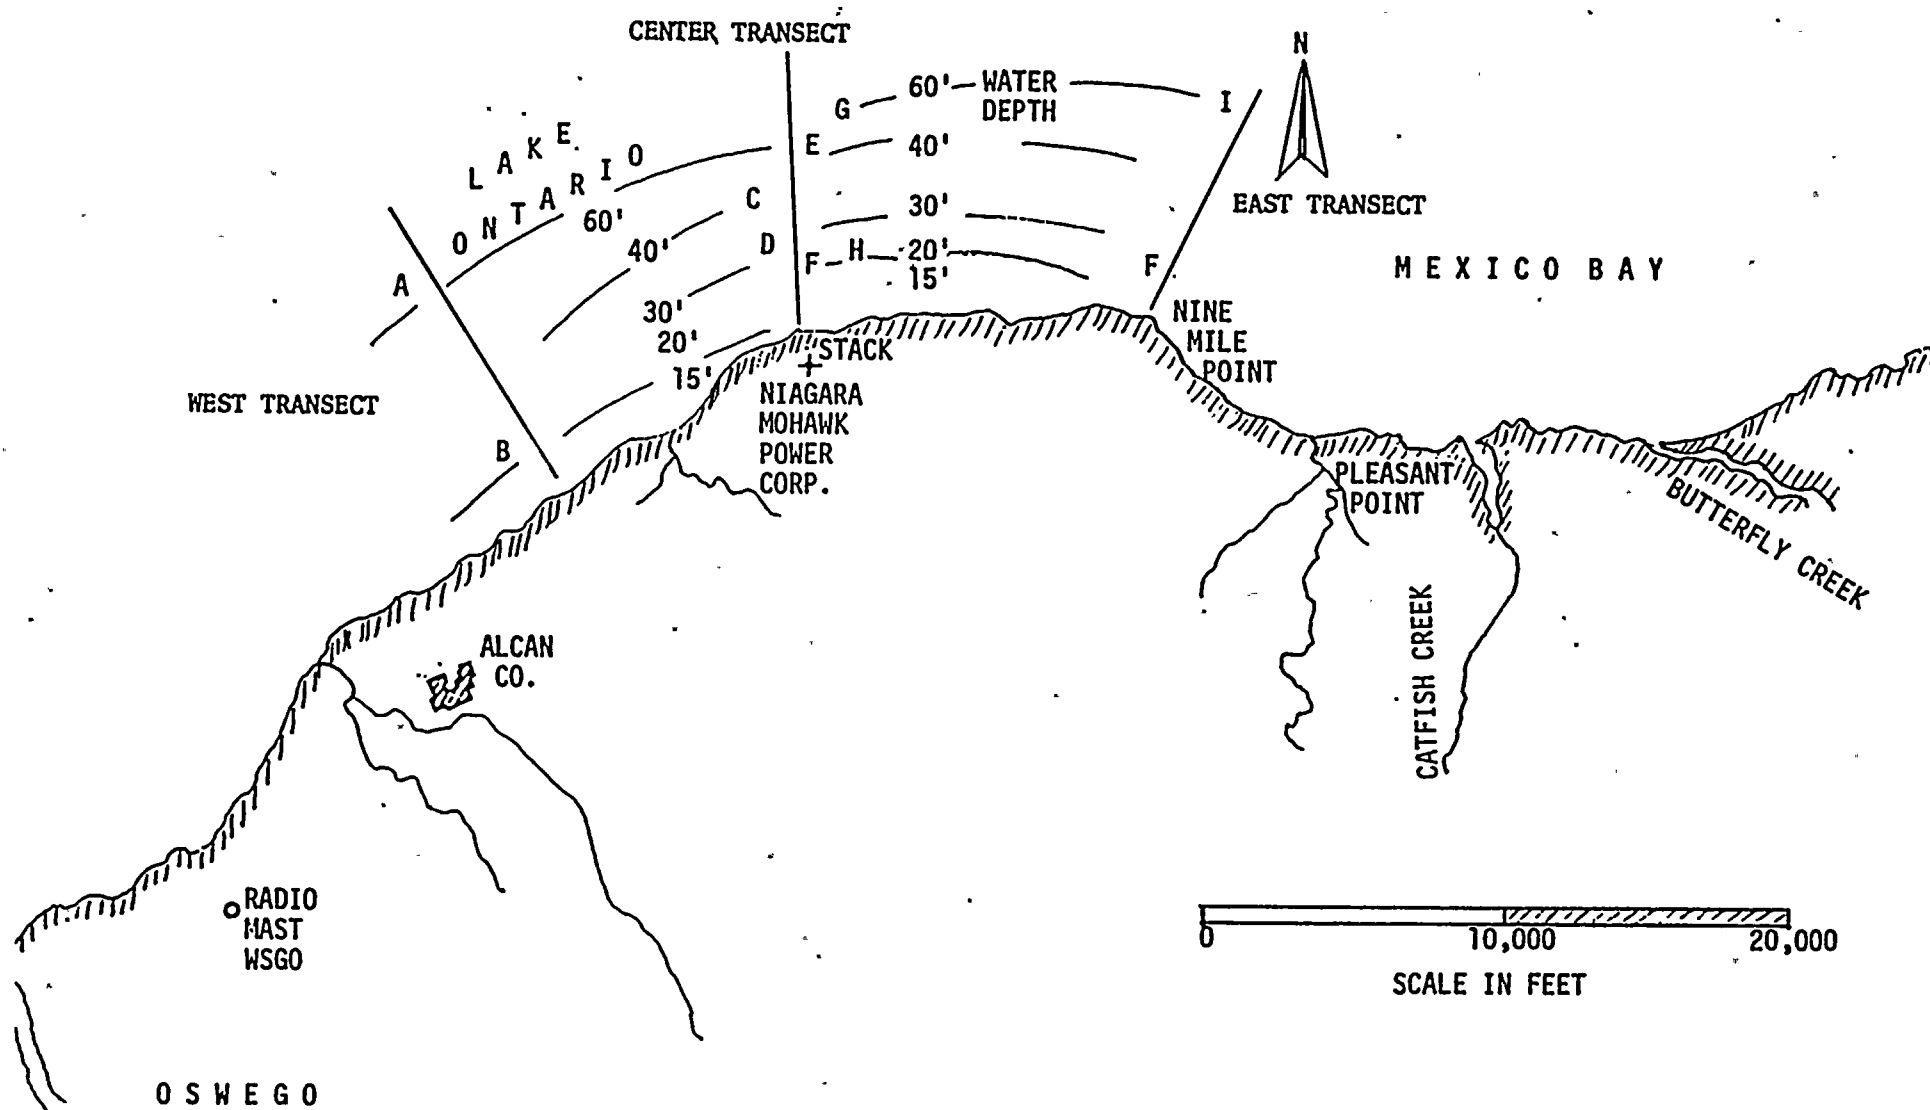 CENTER TRANSECT
N
G
60'
WATER
DEPTH
I
LAKE
ONTARIO
E
40'
60'
C
30'
EAST TRANSECT
40'
D
F
H
20'
15'
F
MEXICO BAY
A
30'
20'
15'
NINE
MILE
POINT
STACK
WEST TRANSECT
NIAGARA
MOHAWK
POWER
CORP.
B
PLEASANT
POINT
BUTTERFLY CREEK
CATFISH CREEK
ALCAN
CO.
RADIO
MAST
WSGO
0
10,000
20,000
SCALE IN FEET
OSWEGO